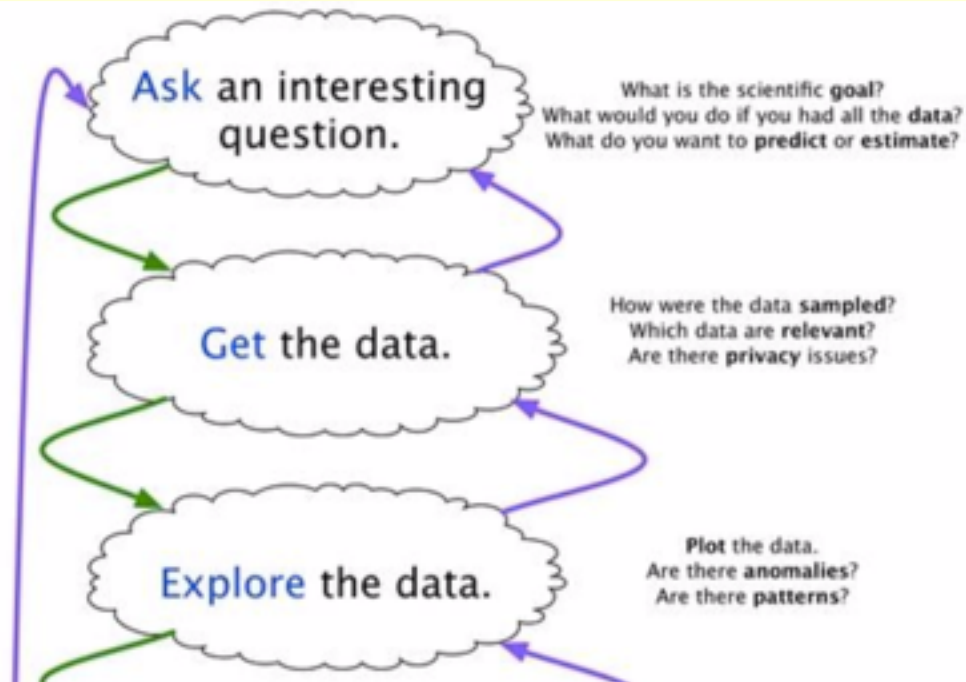 Ask an interesting
question.
What is the scientific goal?
What would you do if you had all the data?
What do you want to predict or estimate?
Get the data.
How were the data sampled?
Which data are relevant?
Are there privacy issues?
Explore the data.
Plot the data.
Are there anomalies?
Are there patterns?